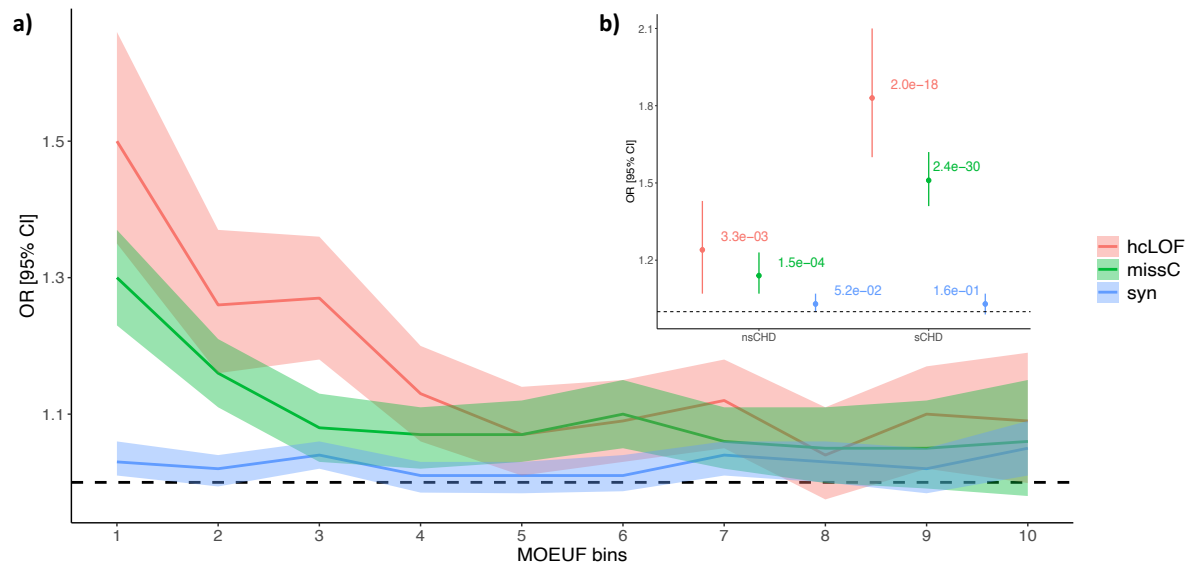 a)
OR [95% CI]
1.5
1.3
1.1
1 2 3 4 5 6 7 8 9 10
MOEUF bins
b)
OR [95% CI]
2.1
1.8
1.5
1.2
2.0e−18
2.4e−30
3.3e−03
1.5e−04
5.2e−02
1.6e−01
nsCHD sCHD
hcLOF
missC
syn